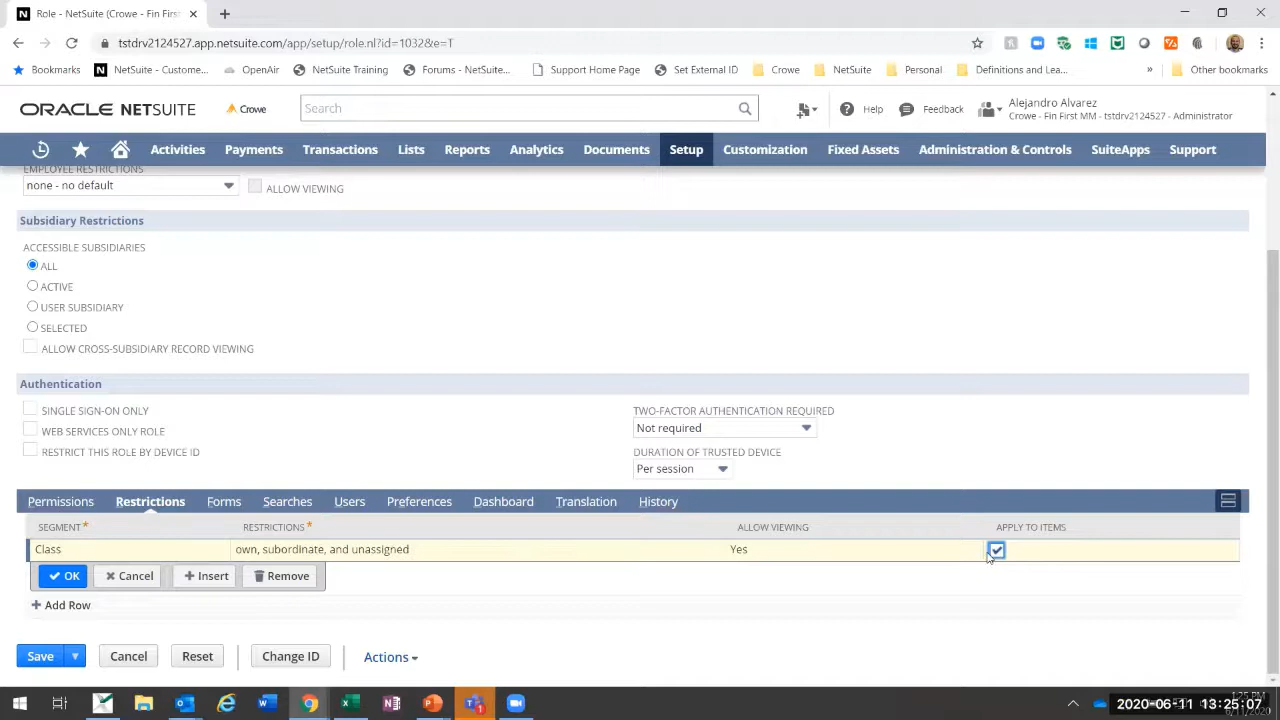 Role - NetSuite (Crowe - Fin First
tstdrv2124527.app.netsuite.com/app/setup/role.nl?id=1032&e=T
Bookmarks NetSuite - Custome... OpenAir NetSuite Training Forums - NetSuite... Support Home Page Set External ID Crowe NetSuite Personal Definitions and Lea... » Other bookmarks
ORACLE NETSUITE Crowe Search Help Feedback Alejandro Alvarez
Crowe - Fin First MM - tstdrv2124527 - Administrator
Activities Payments Transactions Lists Reports Analytics Documents Setup Customization Fixed Assets Administration & Controls SuiteApps Support
EMPLOYEE RESTRICTIONS
none - no default ALLOW VIEWING
Subsidiary Restrictions
ACCESSIBLE SUBSIDIARIES
ALL
ACTIVE
USER SUBSIDIARY
SELECTED
ALLOW CROSS-SUBSIDIARY RECORD VIEWING
Authentication
SINGLE SIGN-ON ONLY TWO-FACTOR AUTHENTICATION REQUIRED
WEB SERVICES ONLY ROLE Not required
RESTRICT THIS ROLE BY DEVICE ID DURATION OF TRUSTED DEVICE
Per session
Permissions Restrictions Forms Searches Users Preferences Dashboard Translation History
SEGMENT* RESTRICTIONS* ALLOW VIEWING APPLY TO ITEMS
Class own, subordinate, and unassigned Yes
OK Cancel + Insert Remove
+ Add Row
Save Cancel Reset Change ID Actions
2020-06-11 13:25:07